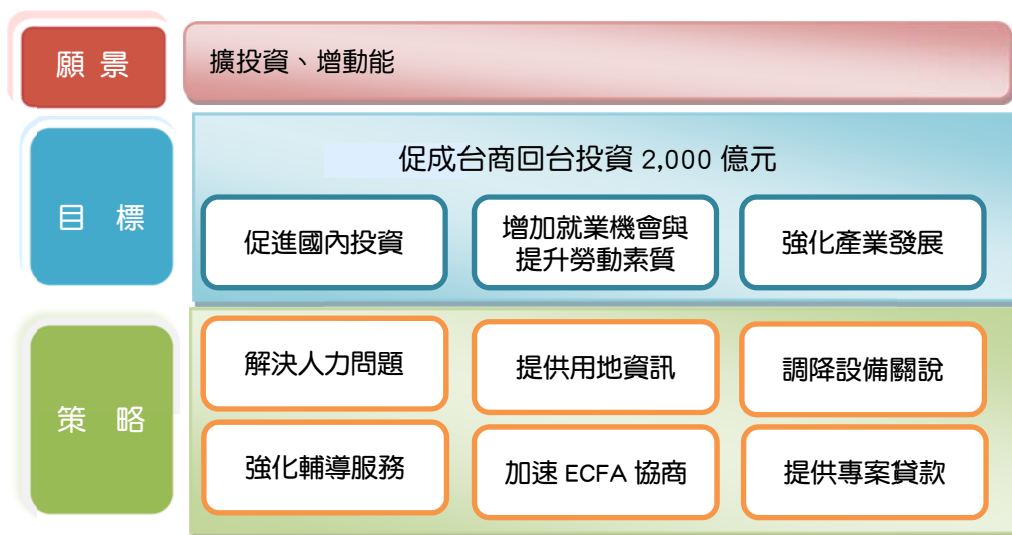 願 景
擴投資、增動能
目 標
促成台商回台投資 2,000 億元
促進國內投資
增加就業機會與
提升勞動素質
強化產業發展
策 略
解決人力問題
提供用地資訊
調降設備關說
強化輔導服務
加速 ECFA 協商
提供專案貸款